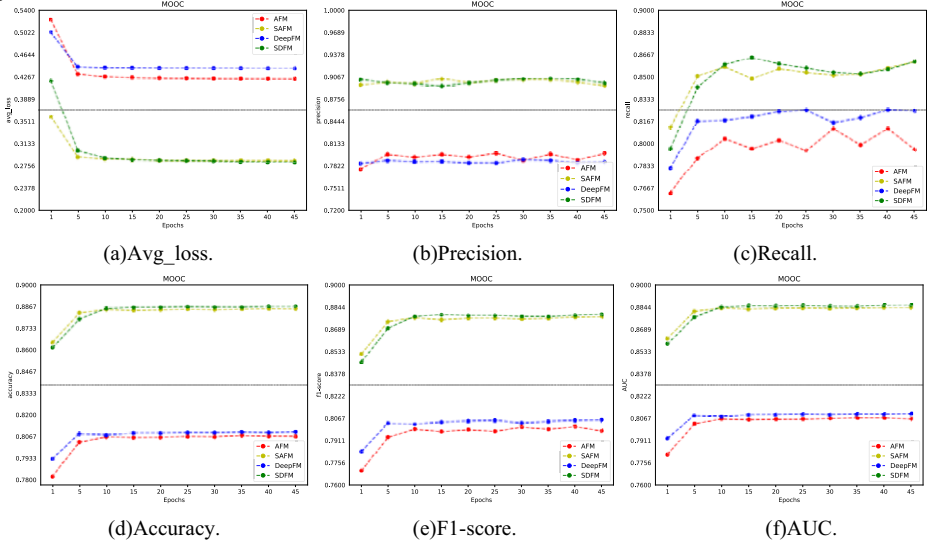 MOOC
0.5400
0.5022
0.4644
0.4267
0.3889
0.3511
0.3133
0.2756
0.2378
0.2000
avg_loss
AFM
SAFM
DeepFM
SDFM
1 5 10 15 20 25 30 35 40 45
Epochs
(a)Avg_loss.
MOOC
1.0000
0.9689
0.9378
0.9067
0.8756
0.8444
0.8133
0.7822
0.7511
0.7200
precision
AFM
SAFM
DeepFM
SDFM
1 5 10 15 20 25 30 35 40 45
Epochs
(b)Precision.
MOOC
0.9000
0.8833
0.8667
0.8500
0.8333
0.8167
0.8000
0.7833
0.7667
0.7500
recall
AFM
SAFM
DeepFM
SDFM
1 5 10 15 20 25 30 35 40 45
Epochs
(c)Recall.
MOOC
0.9000
0.8867
0.8733
0.8600
0.8467
0.8333
0.8200
0.8067
0.7933
0.7800
accuracy
AFM
SAFM
DeepFM
SDFM
1 5 10 15 20 25 30 35 40 45
Epochs
(d)Accuracy.
MOOC
0.9000
0.8844
0.8689
0.8533
0.8378
0.8222
0.8067
0.7911
0.7756
0.7600
f1-score
AFM
SAFM
DeepFM
SDFM
1 5 10 15 20 25 30 35 40 45
Epochs
(e)F1-score.
MOOC
0.9000
0.8844
0.8689
0.8533
0.8378
0.8222
0.8067
0.7911
0.7756
0.7600
AUC
AFM
SAFM
DeepFM
SDFM
1 5 10 15 20 25 30 35 40 45
Epochs
(f)AUC.